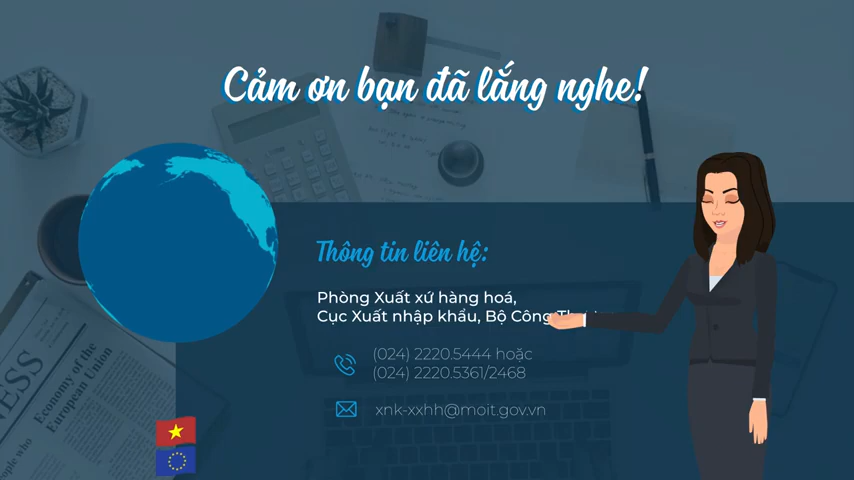 Cảm ơn bạn đã lắng nghe!
Thông tin liên hệ:
Phòng Xuất xứ hàng hoá,
Cục Xuất nhập khẩu, Bộ Công
(024) 2220.5444 hoặc
(024) 2220.5361/2468
xnk-xxhh@moit.gov.vn
Economy of the
European Union